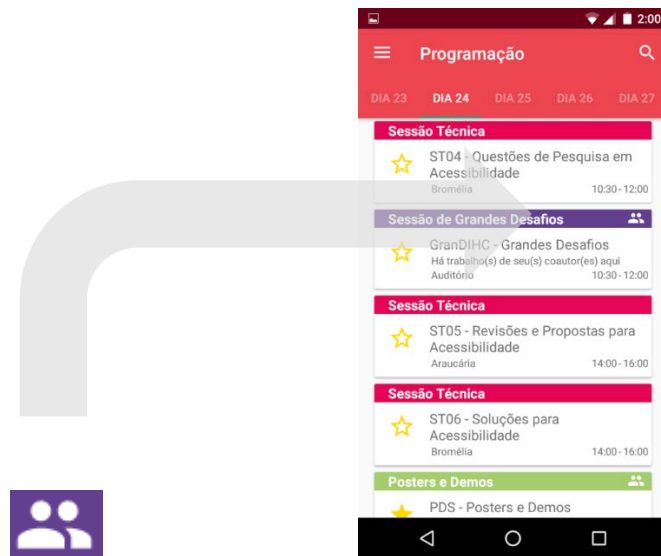 2:00
Programação
DIA 23 DIA 24 DIA 25 DIA 26 DIA 27
Sessão Técnica
ST04 - Questões de Pesquisa em
Acessibilidade
Bromélia 10:30 - 12:00
Sessão de Grandes Desafios
GranDIHC - Grandes Desafios
Há trabalho(s) de seu(s) coautor(es) aqui
Auditório 10:30 - 12:00
Sessão Técnica
ST05 - Revisões e Propostas para
Acessibilidade
Araucária 14:00 - 16:00
Sessão Técnica
ST06 - Soluções para
Acessibilidade
Bromélia 14:00 - 16:00
Posters e Demos
PDS - Posters e Demos